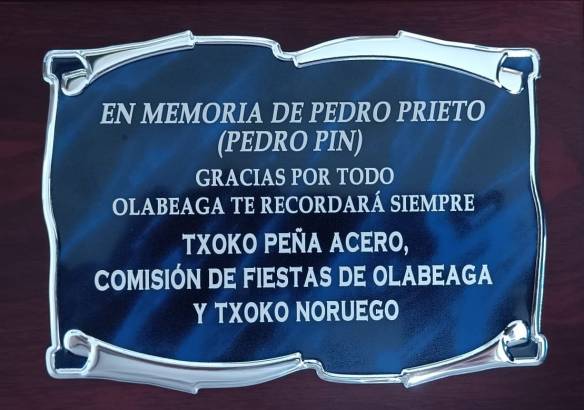 EN MEMORIA DE PEDRO PRIETO
(PEDRO PIN)
GRACIAS POR TODO
OLABEAGA TE RECORDARÁ SIEMPRE
TXOKO PEÑA ACERO,
COMISIÓN DE FIESTAS DE OLABEAGA
Y TXOKO NORUEGO